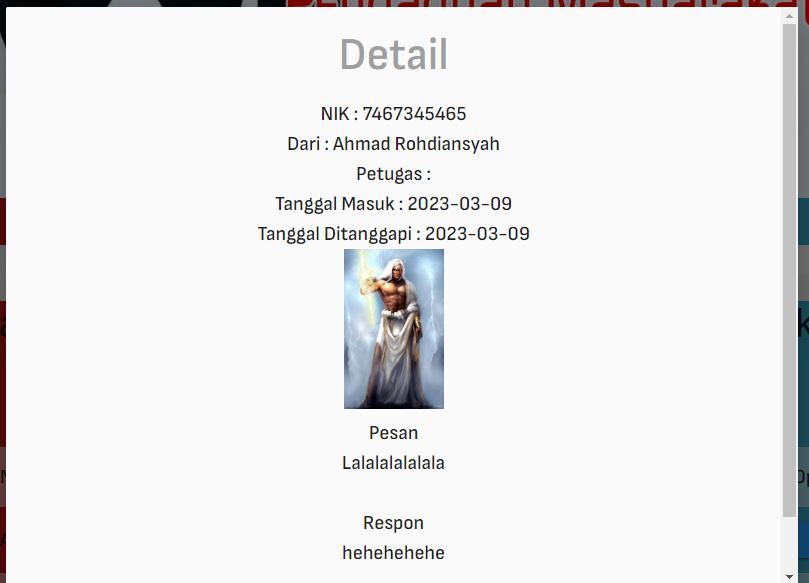 Detail
NIK : 7467345465
Dari : Ahmad Rohdiansyah
Petugas :
Tanggal Masuk : 2023-03-09
Tanggal Ditanggapi : 2023-03-09
Pesan
Lalalalalalala
Respon
hehehehehe